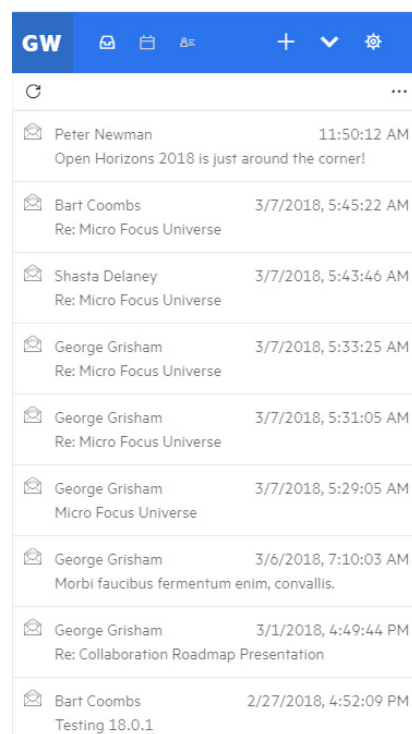 GW
Peter Newman 11:50:12 AM
Open Horizons 2018 is just around the corner!
Bart Coombs 3/7/2018, 5:45:22 AM
Re: Micro Focus Universe
Shasta Delaney 3/7/2018, 5:43:46 AM
Re: Micro Focus Universe
George Grisham 3/7/2018, 5:33:25 AM
Re: Micro Focus Universe
George Grisham 3/7/2018, 5:31:05 AM
Re: Micro Focus Universe
George Grisham 3/7/2018, 5:29:05 AM
Micro Focus Universe
George Grisham 3/6/2018, 7:10:03 AM
Morbi faucibus fermentum enim, convallis.
George Grisham 3/1/2018, 4:49:44 PM
Re: Collaboration Roadmap Presentation
Bart Coombs 2/27/2018, 4:52:09 PM
Testing 18.0.1